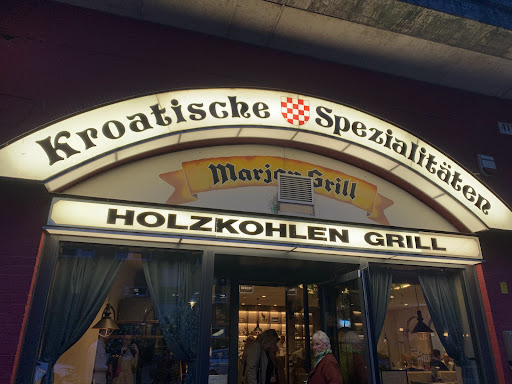 Kroatische Spezialitäten
Marjan Grill
HOLZKOHLEN GRILL